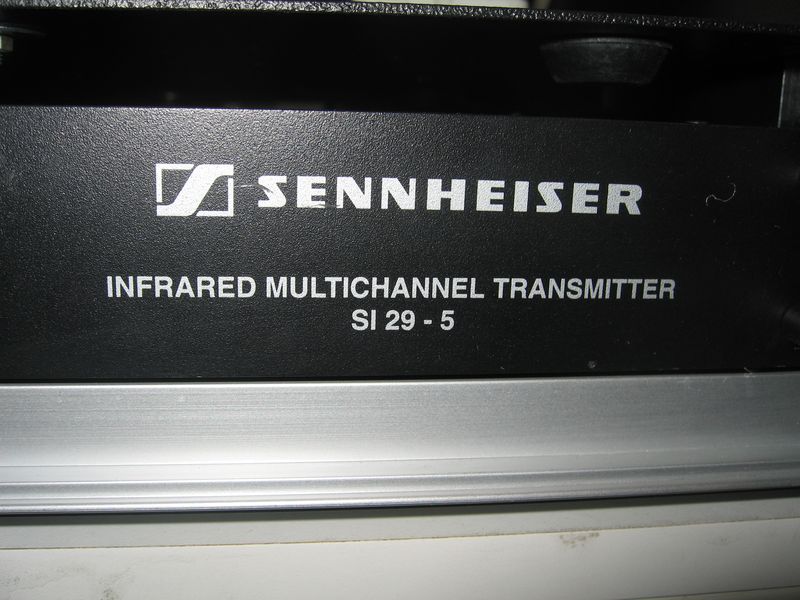 SENNHEISER
INFRARED MULTICHANNEL TRANSMITTER
SI 29 - 5